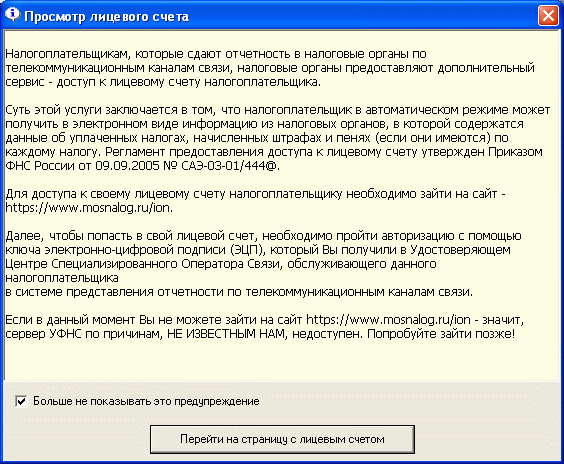 Просмотр лицевого счета
Налогоплательщикам, которые сдают отчетность в налоговые органы по
телекоммуникационным каналам связи, налоговые органы предоставляют дополнительный
сервис - доступ к лицевому счету налогоплательщика.
Суть этой услуги заключается в том, что налогоплательщик в автоматическом режиме может
получить в электронном виде информацию из налоговых органов, в которой содержатся
данные об уплаченных налогах, начисленных штрафах и пенях (если они имеются) по
каждому налогу. Регламент предоставления доступа к лицевому счету утвержден Приказом
ФНС России от 09.09.2005 № САЭ-03-01/444@.
Для доступа к своему лицевому счету налогоплательщику необходимо зайти на сайт -
https://www.mosnalog.ru/ion.
Далее, чтобы попасть в свой лицевой счет, необходимо пройти авторизацию с помощью
ключа электронно-цифровой подписи (ЭЦП), который Вы получили в Удостоверяющем
Центре Специализированного Оператора Связи, обслуживающего данного
налогоплательщика
в системе представления отчетности по телекоммуникационным каналам связи.
Если в данный момент Вы не можете зайти на сайт https://www.mosnalog.ru/ion - значит,
сервер УФНС по причинам, НЕ ИЗВЕСТНЫМ НАМ, недоступен. Попробуйте зайти позже!
Больше не показывать это предупреждение
Перейти на страницу с лицевым счетом